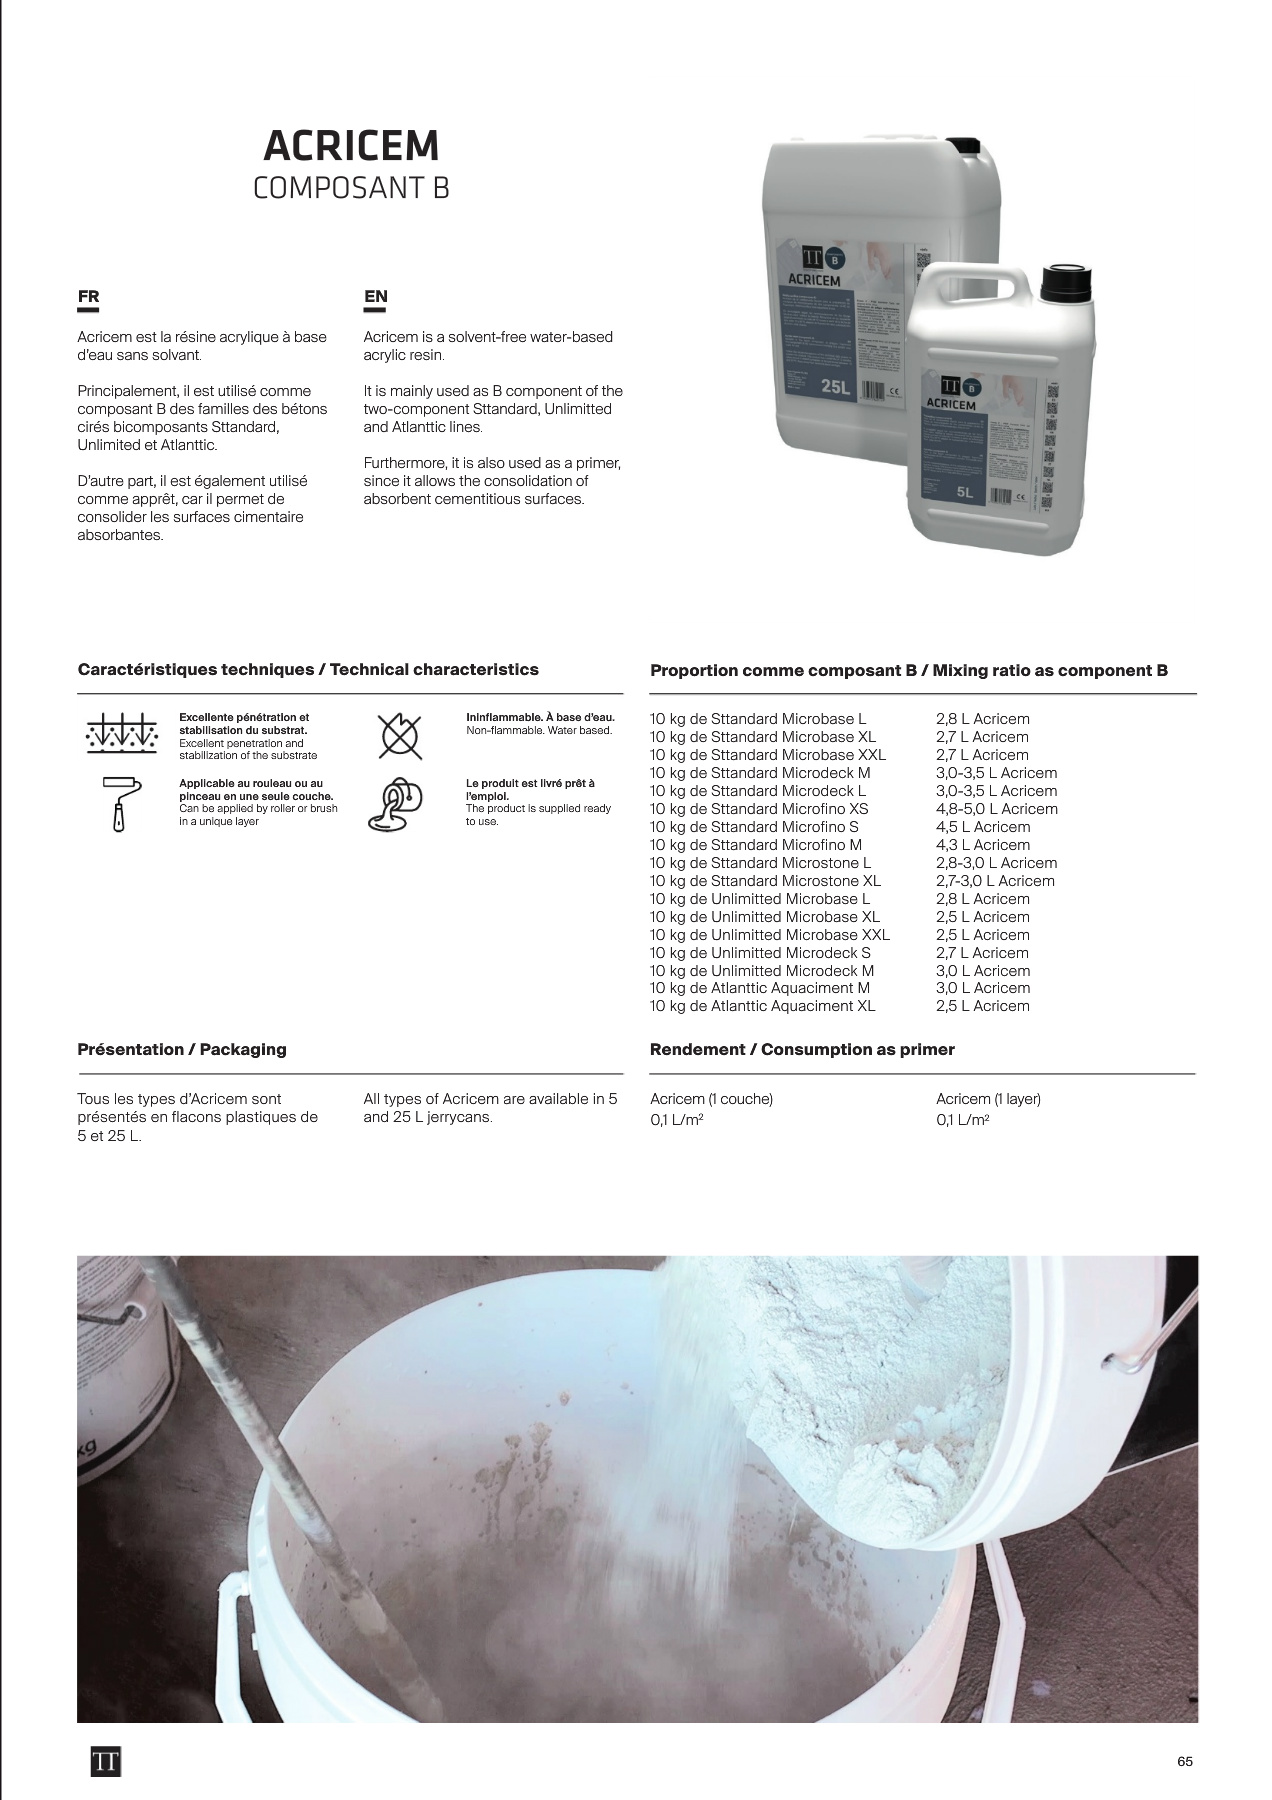 ACRICEM
COMPOSANT B
FR
Acricem est la résine acrylique à base
d'eau sans solvant.
Principalement, il est utilisé comme
composant B des familles des bétons
cirés bicomposants Sttandard,
Unlimited et Atlanttic.
D'autre part, il est également utilisé
comme apprêt, car il permet de
consolider les surfaces cimentaire
absorbantes.
EN
Acricem is a solvent-free water-based
acrylic resin.
It is mainly used as B component of the
two-component Sttandard, Unlimitted
and Atlanttic lines.
Furthermore, it is also used as a primer,
since it allows the consolidation of
absorbent cementitious surfaces.
TT
B
ACRICEM
25L
CE
TT
B
ACRICEM
5L
CE
Caractéristiques techniques / Technical characteristics
Excellente pénétration et
stabilisation du substrat.
Excellent penetration and
stabilization of the substrate
Ininflammable. À base d'eau.
Non-flammable. Water based.
Applicable au rouleau ou au
pinceau en une seule couche.
Can be applied by roller or brush
in a unique layer
Le produit est livré prêt à
l'emploi.
The product is supplied ready
to use.
Proportion comme composant B / Mixing ratio as component B
10 kg de Sttandard Microbase L 2,8 L Acricem
10 kg de Sttandard Microbase XL 2,7 L Acricem
10 kg de Sttandard Microbase XXL 2,7 L Acricem
10 kg de Sttandard Microdeck M 3,0-3,5 L Acricem
10 kg de Sttandard Microdeck L 3,0-3,5 L Acricem
10 kg de Sttandard Microfino XS 4,8-5,0 L Acricem
10 kg de Sttandard Microfino S 4,5 L Acricem
10 kg de Sttandard Microfino M 4,3 L Acricem
10 kg de Sttandard Microstone L 2,8-3,0 L Acricem
10 kg de Sttandard Microstone XL 2,7-3,0 L Acricem
10 kg de Unlimitted Microbase L 2,8 L Acricem
10 kg de Unlimitted Microbase XL 2,5 L Acricem
10 kg de Unlimitted Microbase XXL 2,5 L Acricem
10 kg de Unlimitted Microdeck S 2,7 L Acricem
10 kg de Unlimitted Microdeck M 3,0 L Acricem
10 kg de Atlanttic Aquaciment M 3,0 L Acricem
10 kg de Atlanttic Aquaciment XL 2,5 L Acricem
Présentation / Packaging
Tous les types d'Acricem sont
présentés en flacons plastiques de
5 et 25 L.
All types of Acricem are available in 5
and 25 L jerrycans.
Rendement / Consumption as primer
Acricem (1 couche)
0,1 L/m²
Acricem (1 layer)
0,1 L/m²
kg
TT
65